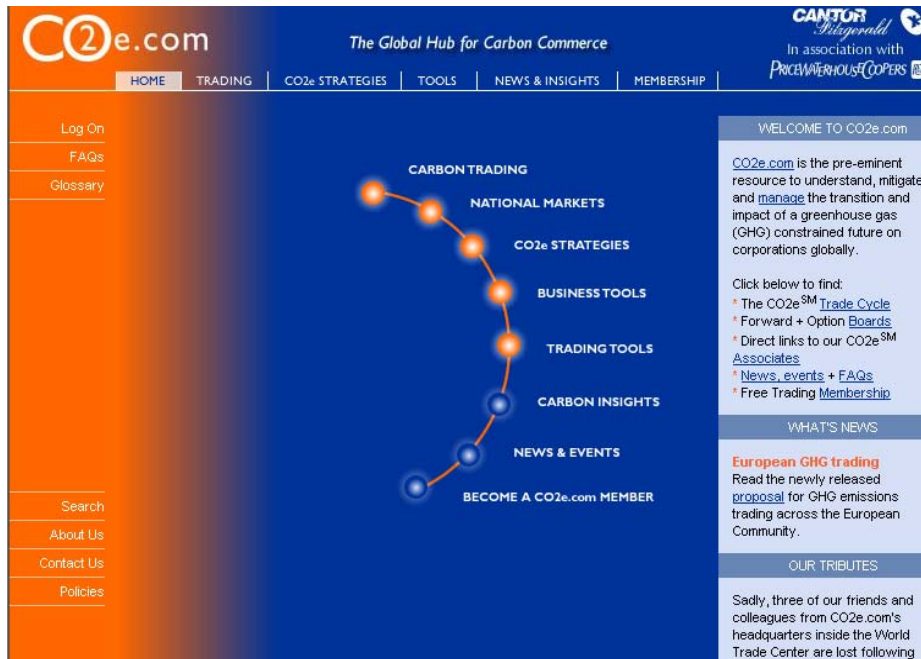 CO2e.com
The Global Hub for Carbon Commerce
CANTOR
Fitzgerald
In association with
PRICEWATERHOUSECOOPERS
HOME TRADING CO2e STRATEGIES TOOLS NEWS & INSIGHTS MEMBERSHIP
Log On
FAQs
Glossary
CARBON TRADING
NATIONAL MARKETS
CO2e STRATEGIES
BUSINESS TOOLS
TRADING TOOLS
CARBON INSIGHTS
NEWS & EVENTS
BECOME A CO2e.com MEMBER
Search
About Us
Contact Us
Policies
WELCOME TO CO2e.com
CO2e.com is the pre-eminent
resource to understand, mitigate
and manage the transition and
impact of a greenhouse gas
(GHG) constrained future on
corporations globally.
Click below to find:
* The CO2e SM Trade Cycle
* Forward + Option Boards
* Direct links to our CO2e SM
Associates
* News, events + FAQs
* Free Trading Membership
WHAT'S NEWS
European GHG trading
Read the newly released
proposal for GHG emissions
trading across the European
Community.
OUR TRIBUTES
Sadly, three of our friends and
colleagues from CO2e.com's
headquarters inside the World
Trade Center are lost following